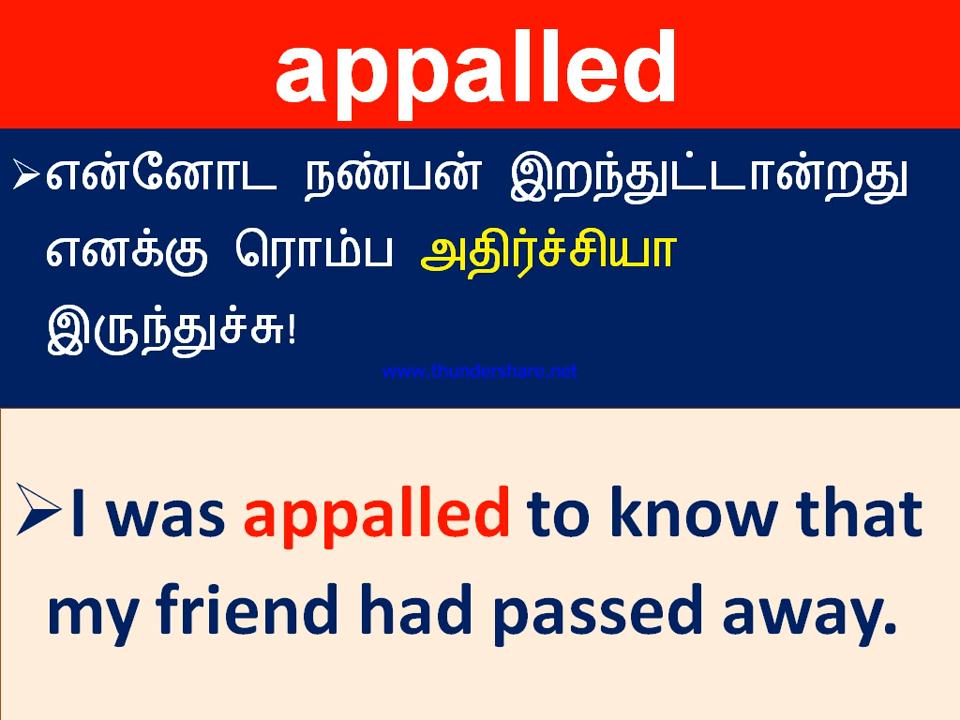 appalled
➢என்னோட நண்பன் இறந்துட்டான்றது
எனக்கு ரொம்ப அதிர்ச்சியா
இருந்துச்சு!
www.thundershare.net
➢I was appalled to know that
my friend had passed away.